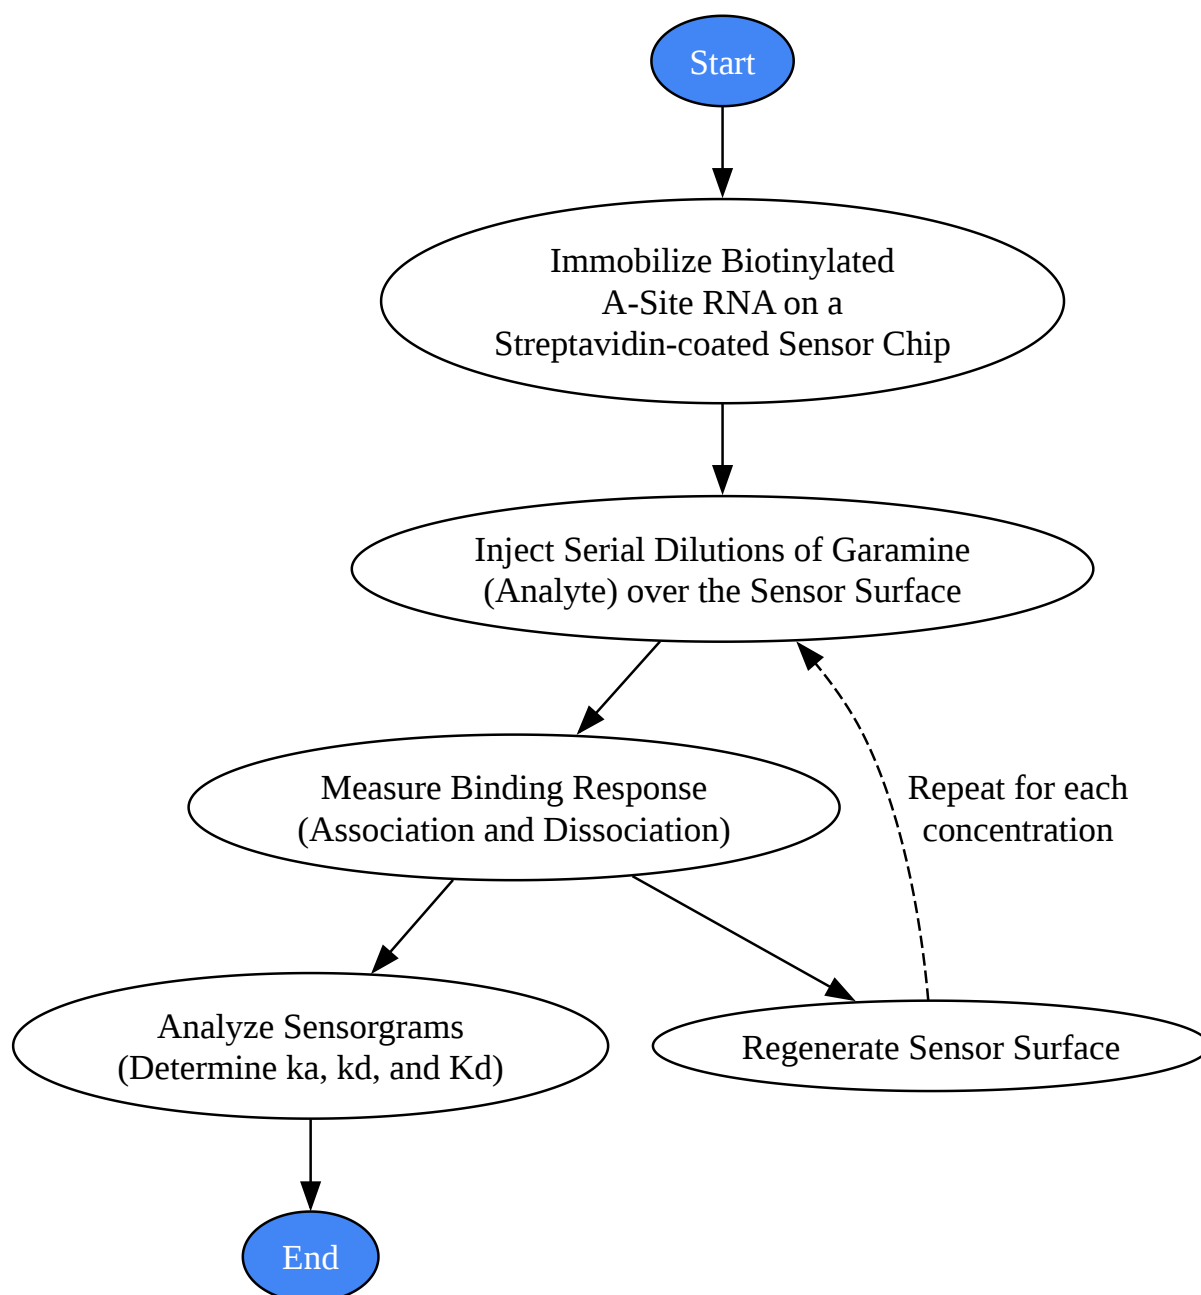 Start
Immobilize Biotinylated
A-Site RNA on a
Streptavidin-coated Sensor Chip
Inject Serial Dilutions of Garamine
(Analyte) over the Sensor Surface
Measure Binding Response
(Association and Dissociation)
Repeat for each
concentration
Analyze Sensorgrams
(Determine ka, kd, and Kd)
Regenerate Sensor Surface
End